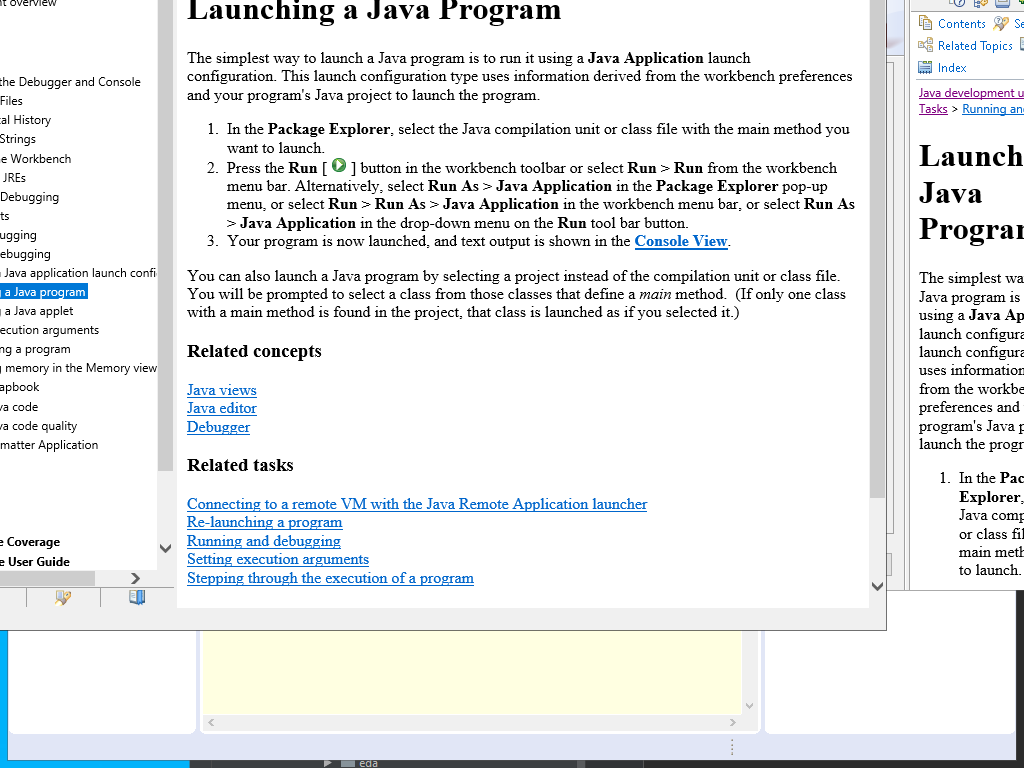 nt overview
the Debugger and Console
Files
cal History
Strings
he Workbench
JREs
Debugging
ts
ugging
ebugging
a Java application launch confi
g a Java program
g a Java applet
ecution arguments
ng a program
g memory in the Memory view
apbook
va code
va code quality
matter Application
e Coverage
e User Guide
Launching a Java Program
The simplest way to launch a Java program is to run it using a Java Application launch
configuration. This launch configuration type uses information derived from the workbench preferences
and your program's Java project to launch the program.
1. In the Package Explorer, select the Java compilation unit or class file with the main method you
want to launch.
2. Press the Run [ ] button in the workbench toolbar or select Run > Run from the workbench
menu bar. Alternatively, select Run As > Java Application in the Package Explorer pop-up
menu, or select Run > Run As > Java Application in the workbench menu bar, or select Run As
> Java Application in the drop-down menu on the Run tool bar button.
3. Your program is now launched, and text output is shown in the Console View.
You can also launch a Java program by selecting a project instead of the compilation unit or class file.
You will be prompted to select a class from those classes that define a main method. (If only one class
with a main method is found in the project, that class is launched as if you selected it.)
Related concepts
Java views
Java editor
Debugger
Related tasks
Connecting to a remote VM with the Java Remote Application launcher
Re-launching a program
Running and debugging
Setting execution arguments
Stepping through the execution of a program
Contents Se
Related Topics
Index
Java development u
Tasks > Running and
Launch
Java
Program
The simplest wa
Java program is
using a Java Ap
launch configura
launch configura
uses information
from the workbe
preferences and
program's Java p
launch the progr
1. In the Pac
Explorer,
Java comp
or class fil
main meth
to launch.
eda